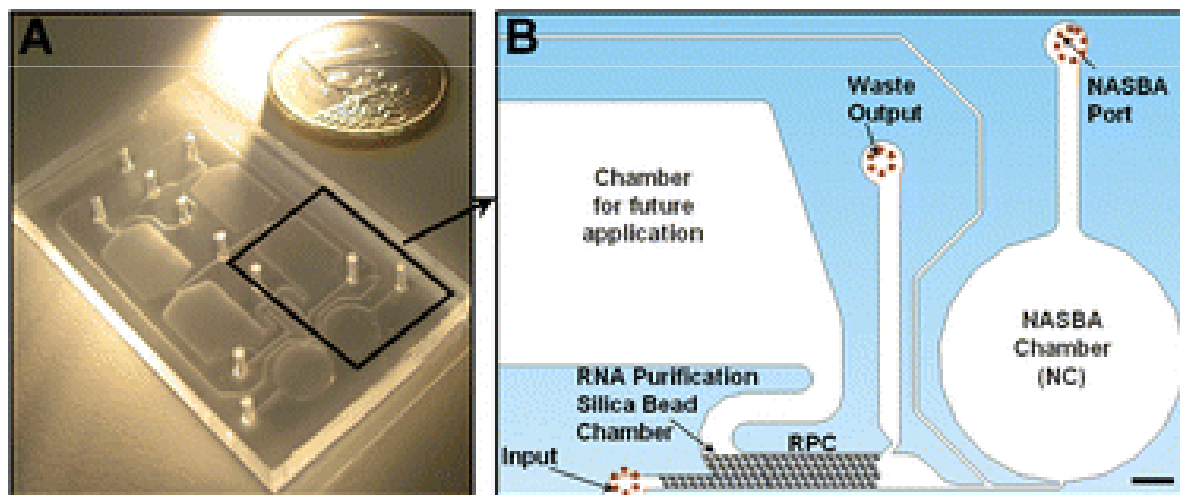 A
B
Waste
Output
NASBA
Port
Chamber
for future
application
NASBA
Chamber
(NC)
RNA Purification
Silica Bead
Chamber
RPC
Input